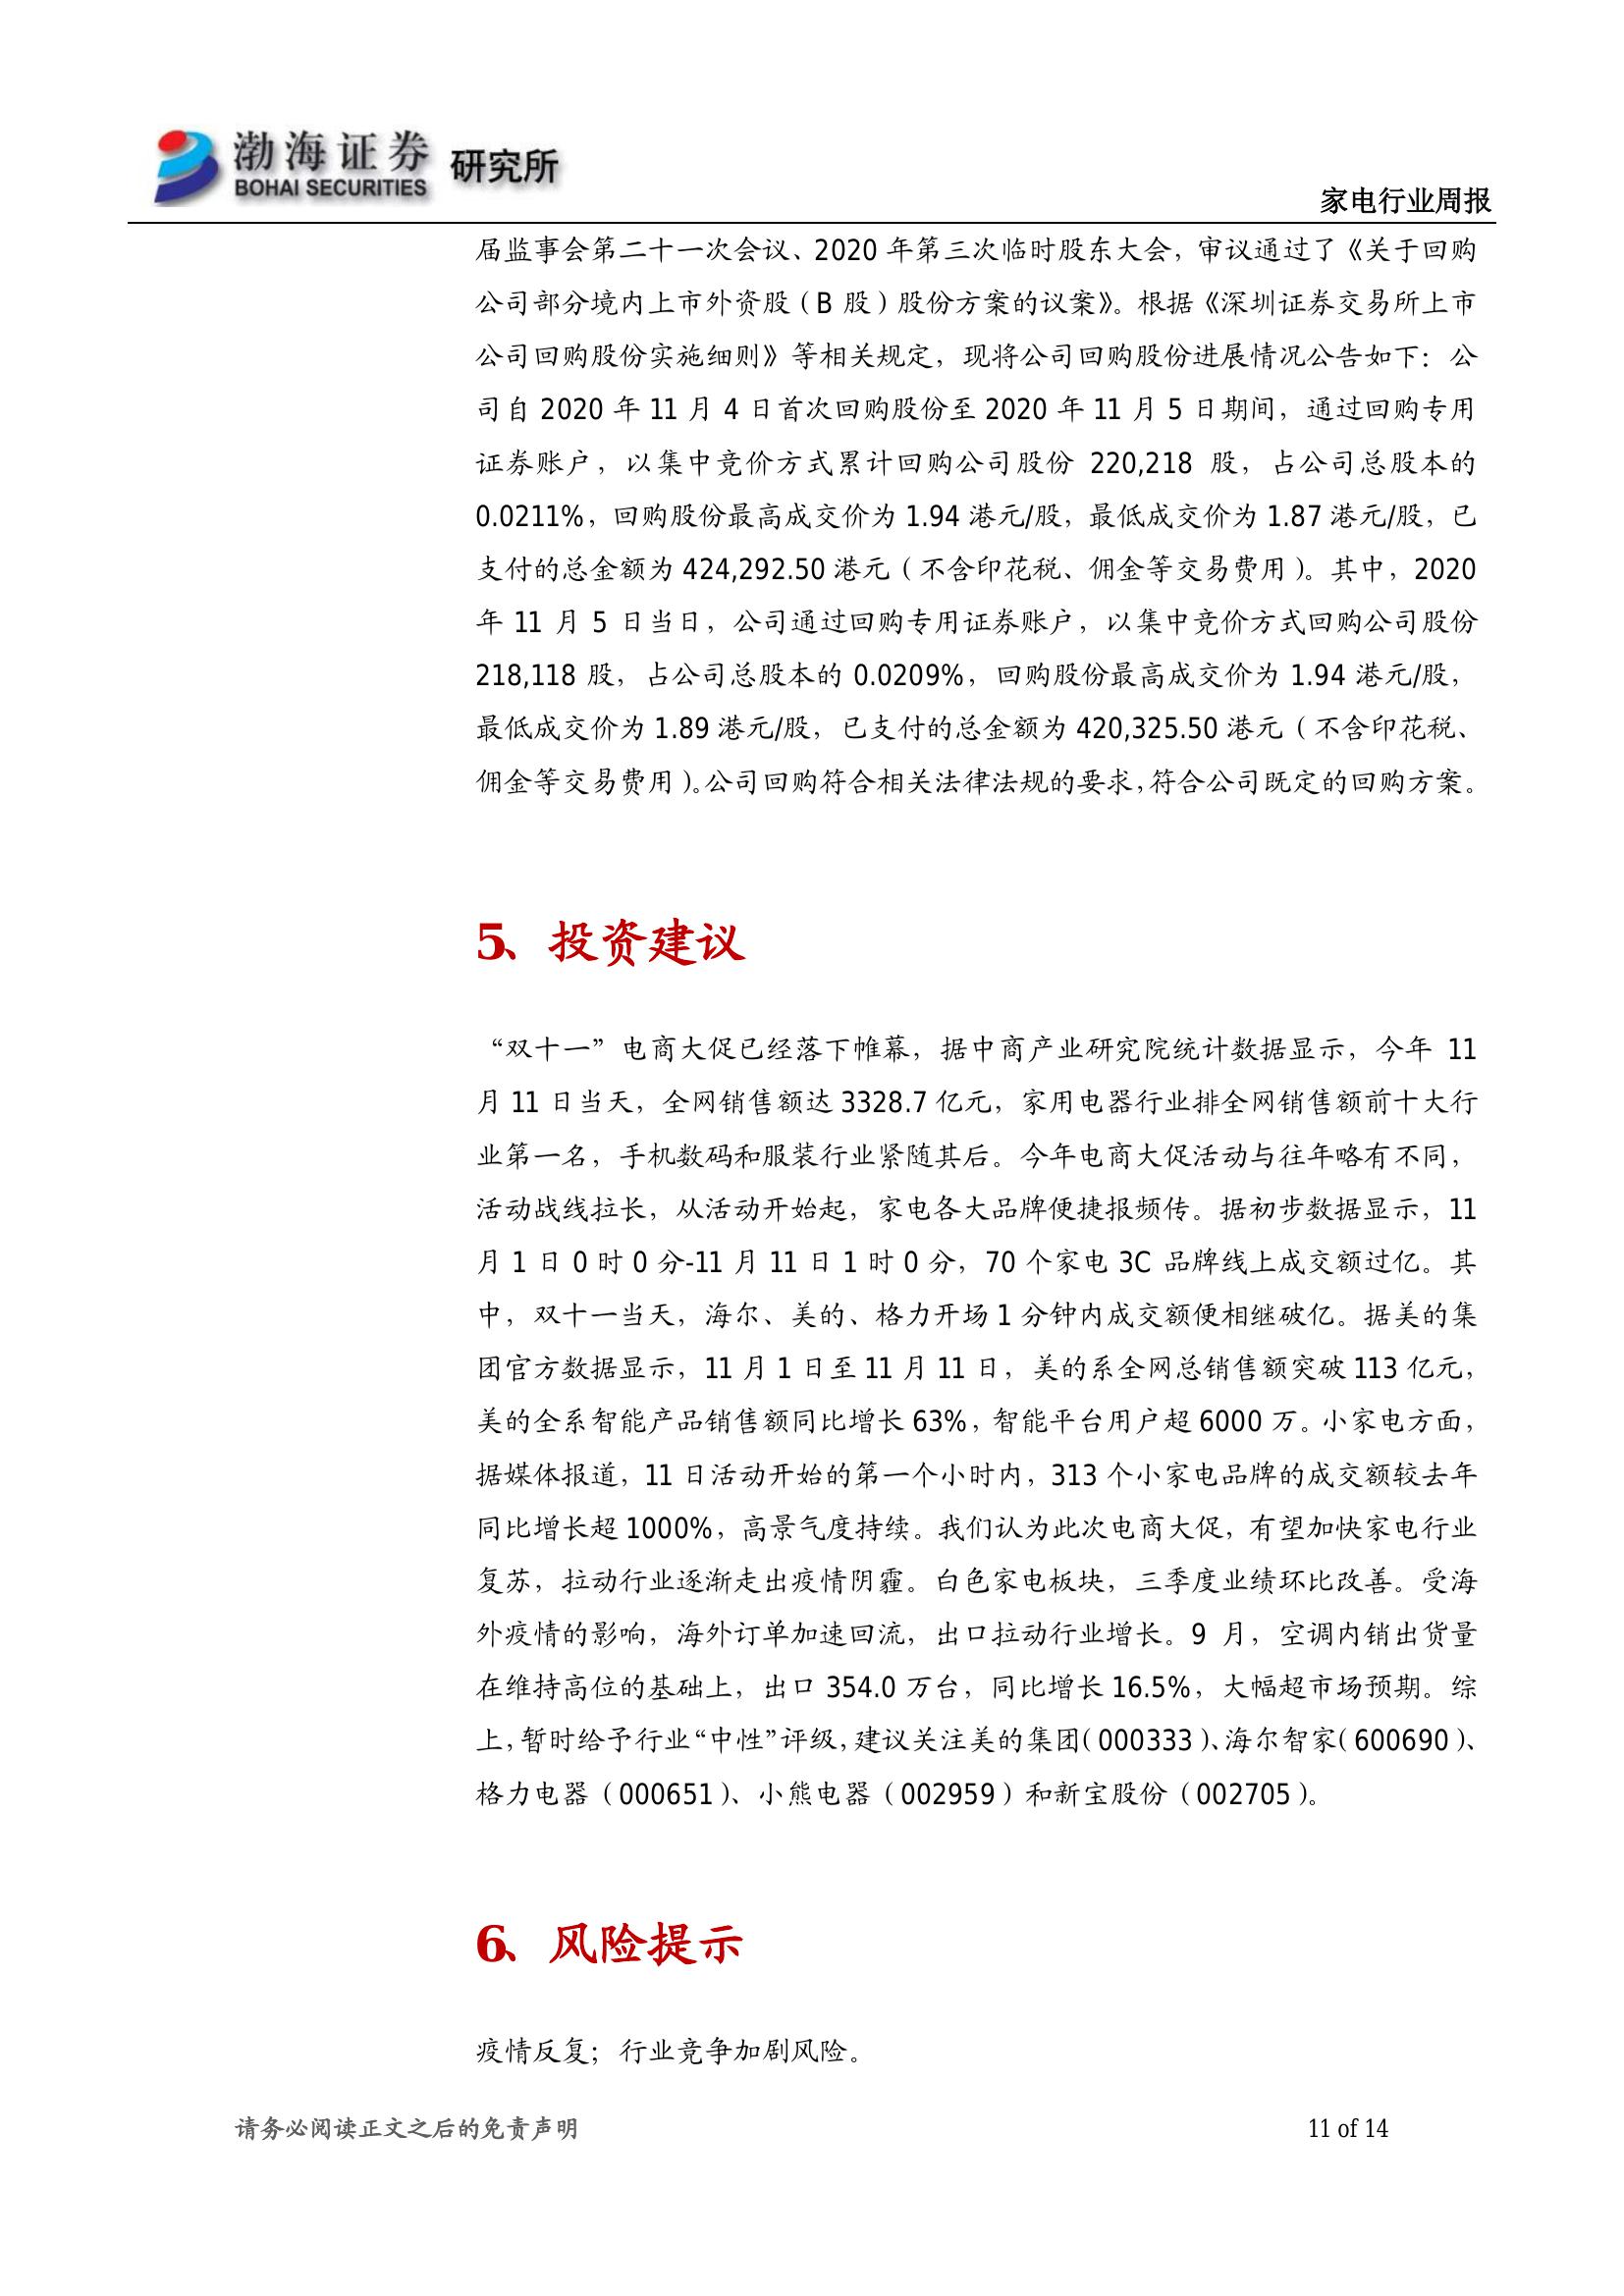 渤海证券 研究所
BOHAI SECURITIES
家电行业周报
届监事会第二十一次会议、2020 年第三次临时股东大会，审议通过了《关于回购
公司部分境内上市外资股（B 股）股份方案的议案》。根据《深圳证券交易所上市
公司回购股份实施细则》等相关规定，现将公司回购股份进展情况公告如下：公
司自 2020 年 11 月 4 日首次回购股份至 2020 年 11 月 5 日期间，通过回购专用
证券账户，以集中竞价方式累计回购公司股份 220,218 股，占公司总股本的
0.0211%，回购股份最高成交价为 1.94 港元/股，最低成交价为 1.87 港元/股，已
支付的总金额为 424,292.50 港元（不含印花税、佣金等交易费用）。其中，2020
年 11 月 5 日当日，公司通过回购专用证券账户，以集中竞价方式回购公司股份
218,118 股，占公司总股本的 0.0209%，回购股份最高成交价为 1.94 港元/股，
最低成交价为 1.89 港元/股，已支付的总金额为 420,325.50 港元（不含印花税、
佣金等交易费用）。公司回购符合相关法律法规的要求，符合公司既定的回购方案。
5、投资建议
“双十一”电商大促已经落下帷幕，据中商产业研究院统计数据显示，今年 11
月 11 日当天，全网销售额达 3328.7 亿元，家用电器行业排全网销售额前十大行
业第一名，手机数码和服装行业紧随其后。今年电商大促活动与往年略有不同，
活动战线拉长，从活动开始起，家电各大品牌便捷报频传。据初步数据显示，11
月 1 日 0 时 0 分-11 月 11 日 1 时 0 分，70 个家电 3C 品牌线上成交额过亿。其
中，双十一当天，海尔、美的、格力开场 1 分钟内成交额便相继破亿。据美的集
团官方数据显示，11 月 1 日至 11 月 11 日，美的系全网总销售额突破 113 亿元，
美的全系智能产品销售额同比增长 63%，智能平台用户超 6000 万。小家电方面，
据媒体报道，11 日活动开始的第一个小时内，313 个小家电品牌的成交额较去年
同比增长超 1000%，高景气度持续。我们认为此次电商大促，有望加快家电行业
复苏，拉动行业逐渐走出疫情阴霾。白色家电板块，三季度业绩环比改善。受海
外疫情的影响，海外订单加速回流，出口拉动行业增长。9 月，空调内销出货量
在维持高位的基础上，出口 354.0 万台，同比增长 16.5%，大幅超市场预期。综
上，暂时给予行业“中性”评级，建议关注美的集团（000333）、海尔智家（600690）、
格力电器（000651）、小熊电器（002959）和新宝股份（002705）。
6、风险提示
疫情反复；行业竞争加剧风险。
请务必阅读正文之后的免责声明
11 of 14